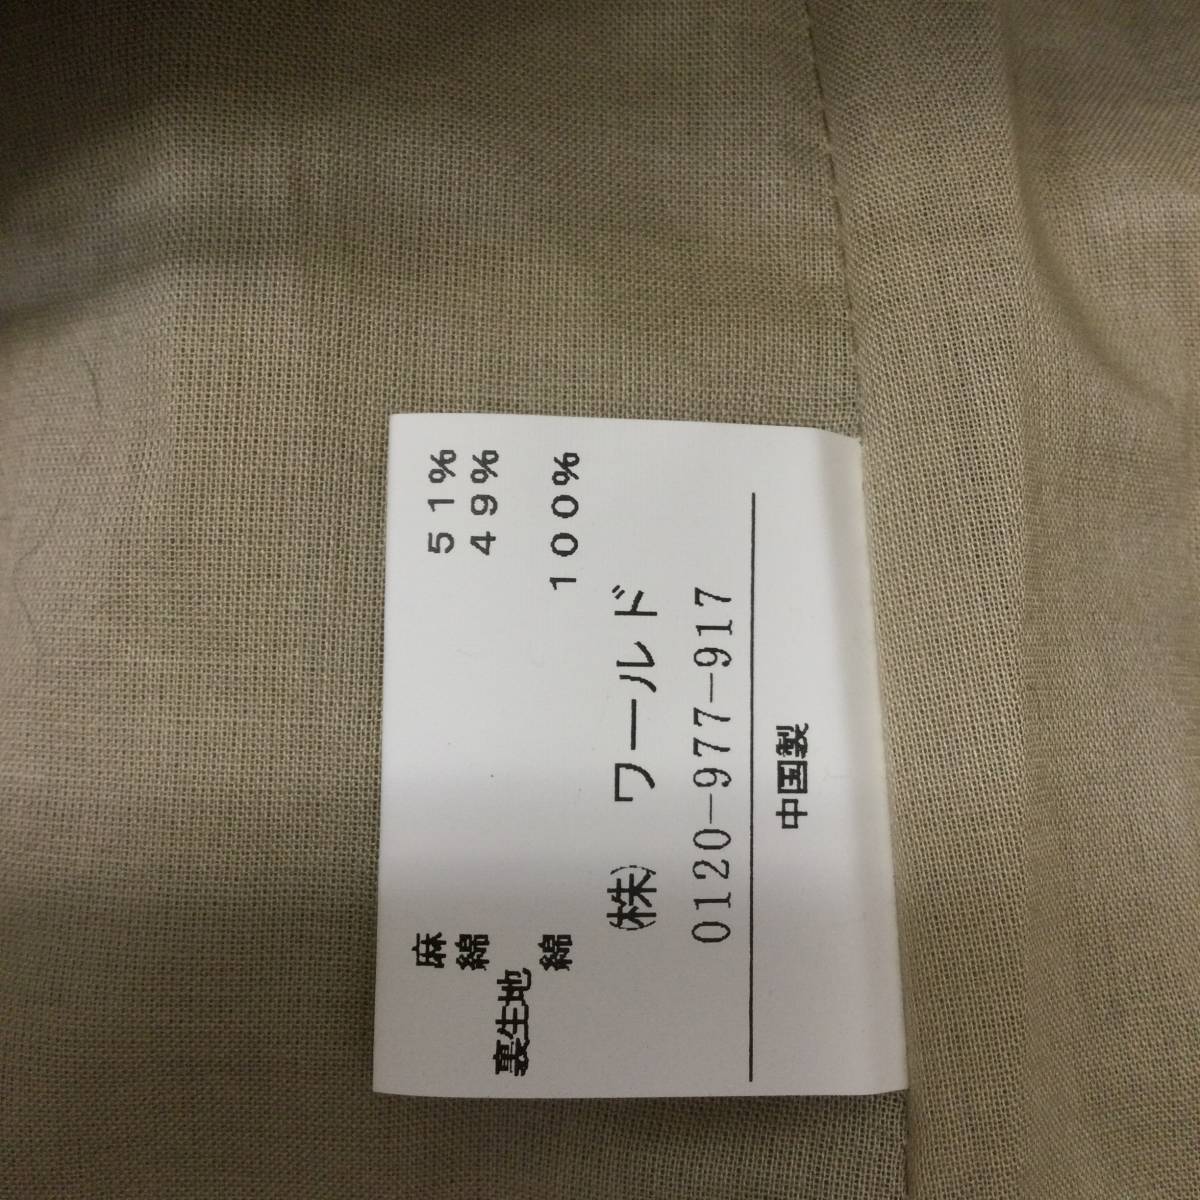 麻 51%
綿 49%
裏生地
綿 100%
㈱ ワールド
0120-977-917
中国製